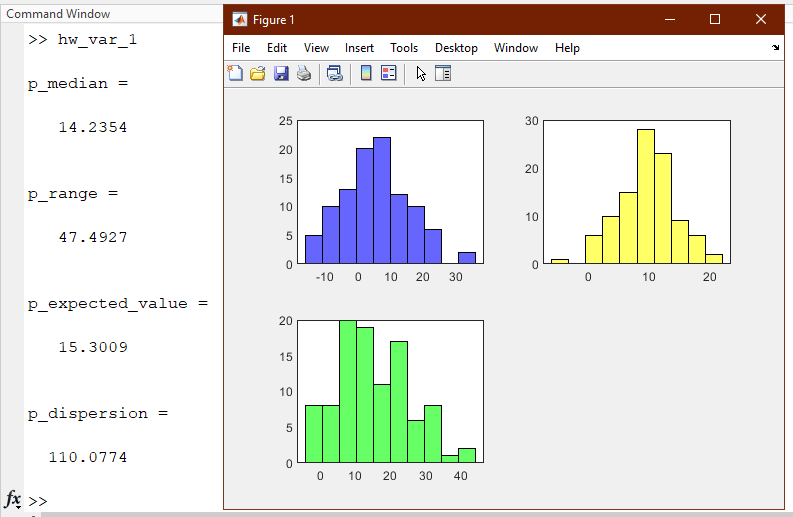 Command Window
>> hw_var_1
p_median =
14.2354
p_range =
47.4927
p_expected_value =
15.3009
p_dispersion =
110.0774
fx >>
Figure 1
File Edit View Insert Tools Desktop Window Help
25
20
15
10
5
0
-10 0 10 20 30
30
20
10
0
0 10 20
20
15
10
5
0
0 10 20 30 40